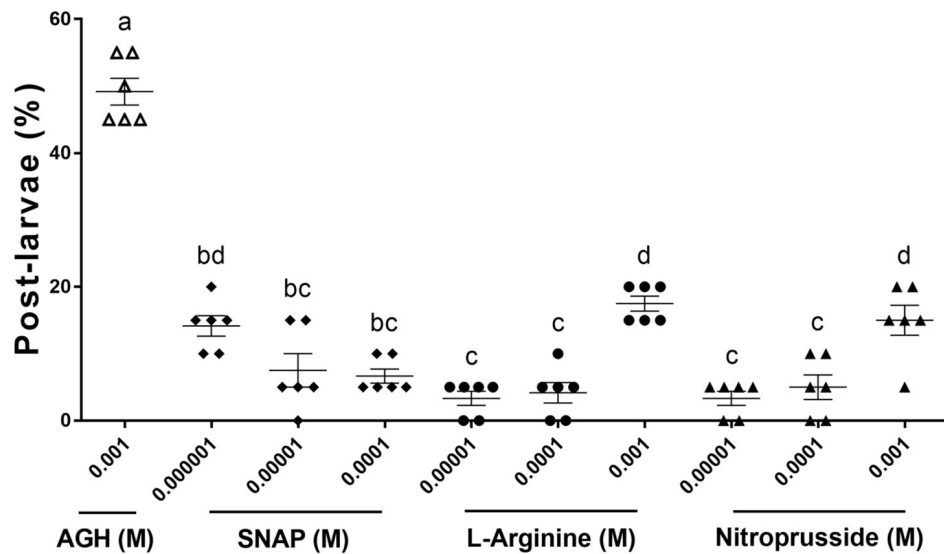 Post-larvae (%)
60
40
20
0
a
bd
bc
bc
c
c
d
c
c
d
0.001
0.000001
0.00001
0.0001
0.00001
0.0001
0.001
0.00001
0.0001
0.001
AGH (M)
SNAP (M)
L-Arginine (M)
Nitroprusside (M)